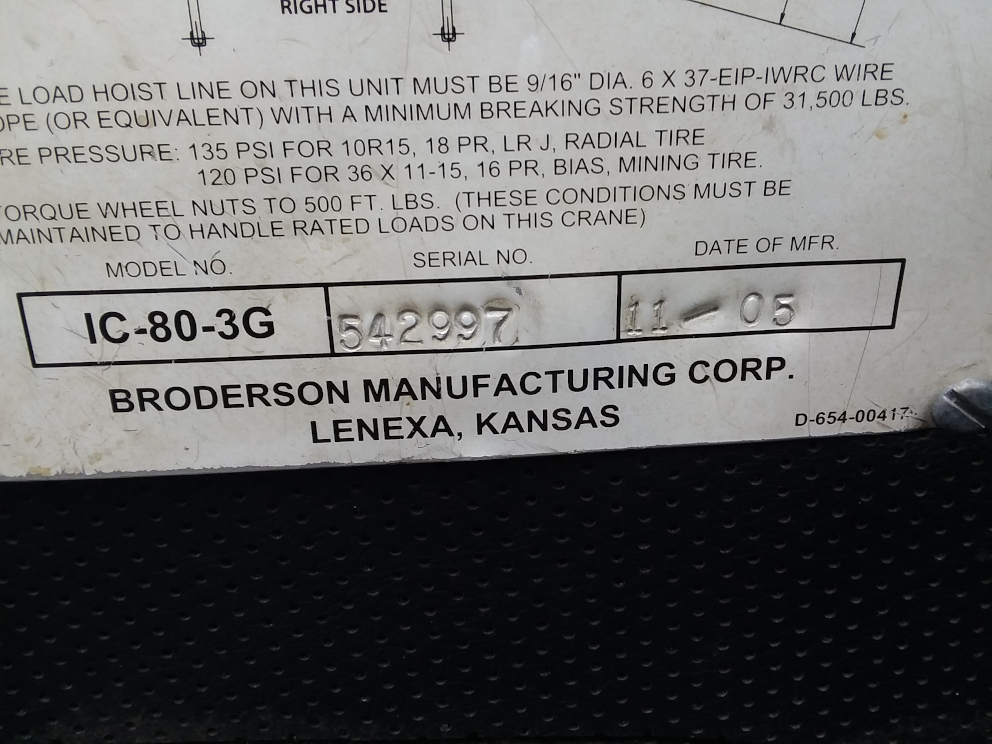 RIGHT SIDE
E LOAD HOIST LINE ON THIS UNIT MUST BE 9/16" DIA. 6 X 37-EIP-IWRC WIRE
OPE (OR EQUIVALENT) WITH A MINIMUM BREAKING STRENGTH OF 31,500 LBS.
RE PRESSURE: 135 PSI FOR 10R15, 18 PR, LR J, RADIAL TIRE
120 PSI FOR 36 X 11-15, 16 PR, BIAS, MINING TIRE.
TORQUE WHEEL NUTS TO 500 FT. LBS. (THESE CONDITIONS MUST BE
MAINTAINED TO HANDLE RATED LOADS ON THIS CRANE)
MODEL NO. SERIAL NO. DATE OF MFR.
IC-80-3G 542997 11-05
BRODERSON MANUFACTURING CORP.
LENEXA, KANSAS
D-654-00417